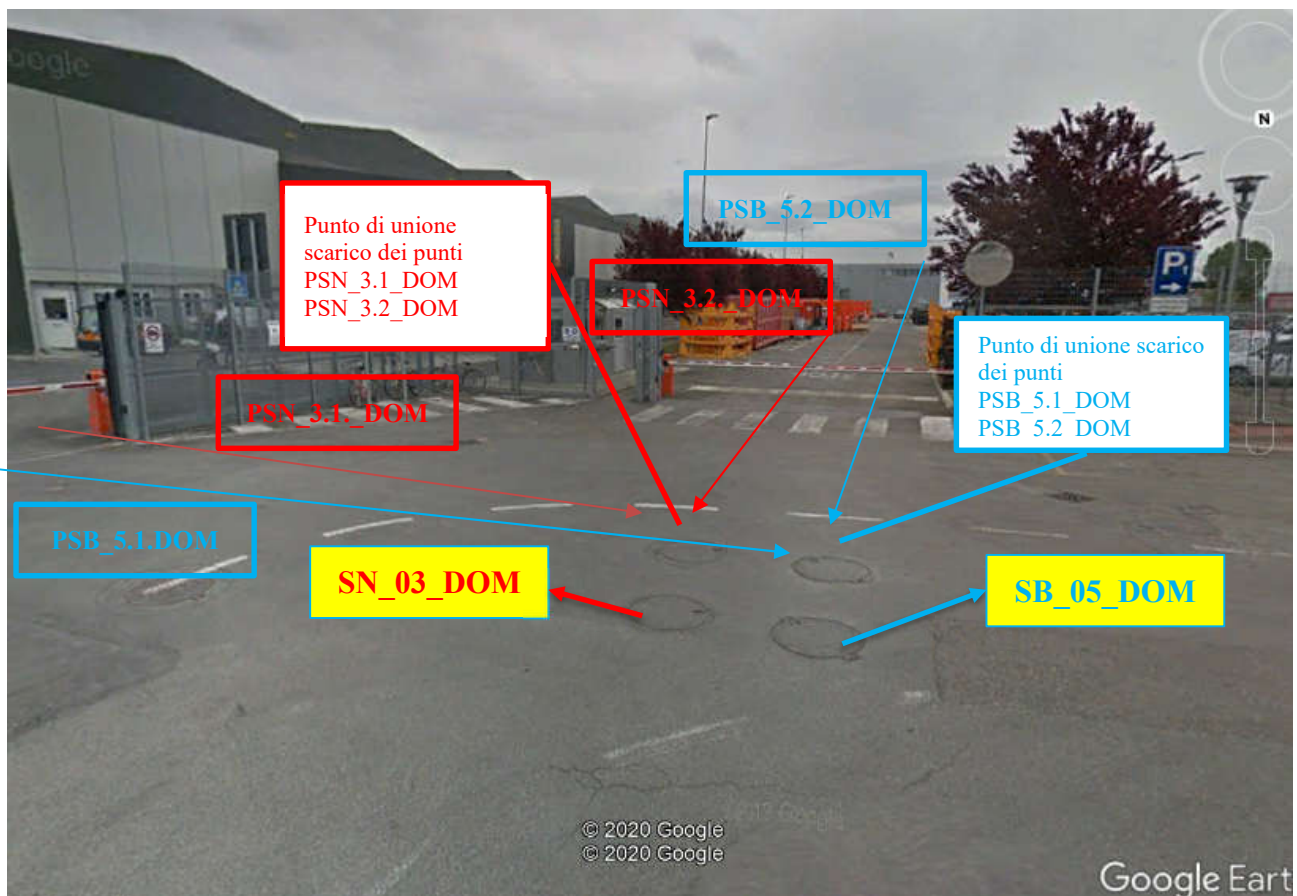 oogle
N
PSB_5.2_DOM
Punto di unione
scarico dei punti
PSN_3.1_DOM
PSN_3.2_DOM
PSN_3.2._DOM
P
Punto di unione scarico
dei punti
PSB_5.1_DOM
PSB_5.2_DOM
PSN_3.1._DOM
PSB_5.1.DOM
SN_03_DOM
SB_05_DOM
© 2020 Google
© 2020 Google
Google Eart